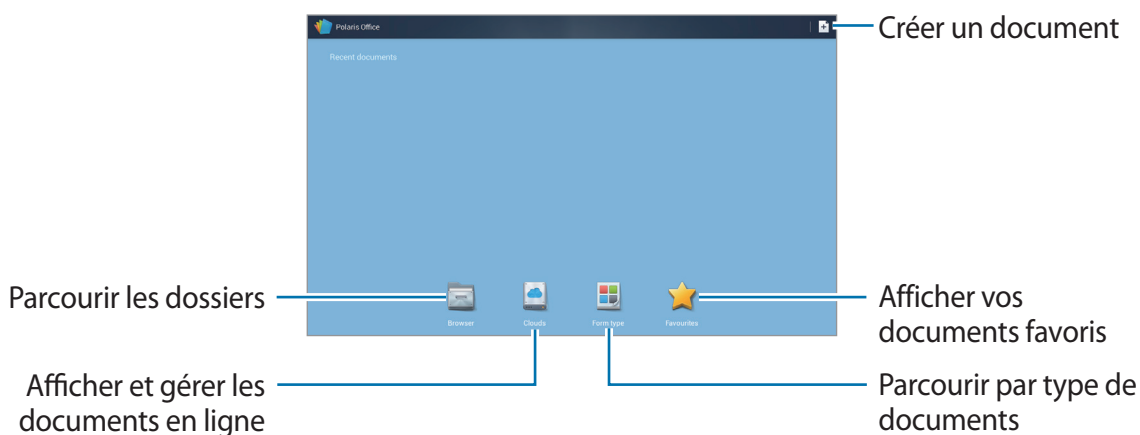 Polaris Office
Créer un document
Recent documents
Parcourir les dossiers
Browser
Clouds
Form type
Favourites
Afficher vos
documents favoris
Afficher et gérer les
documents en ligne
Parcourir par type de
documents